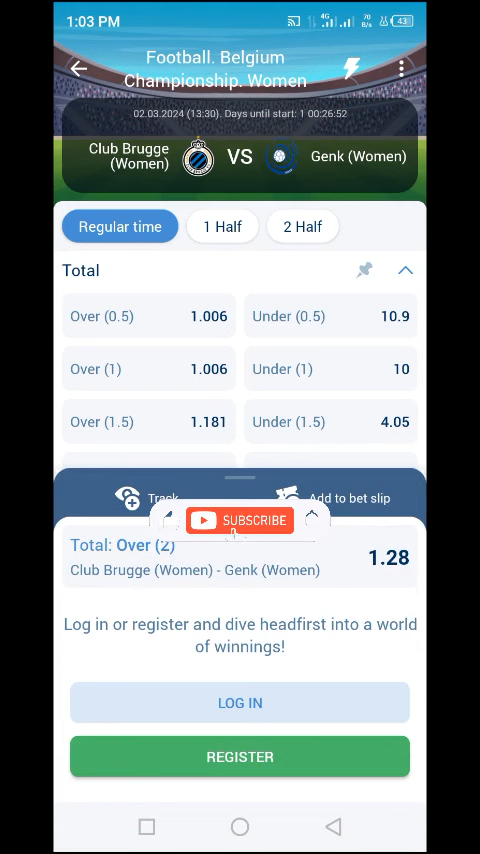 1:03 PM
4G
70
B/s
43
Football. Belgium
Championship. Women
02.03.2024 (13:30). Days until start: 1 00:26:52
Club Brugge
(Women)
VS
Genk (Women)
Regular time
1 Half
2 Half
Total
Over (0.5)
1.006
Under (0.5)
10.9
Over (1)
1.006
Under (1)
10
Over (1.5)
1.181
Under (1.5)
4.05
Track
Add to bet slip
SUBSCRIBE
Total: Over (2)
Club Brugge (Women) - Genk (Women)
1.28
Log in or register and dive headfirst into a world
of winnings!
LOG IN
REGISTER